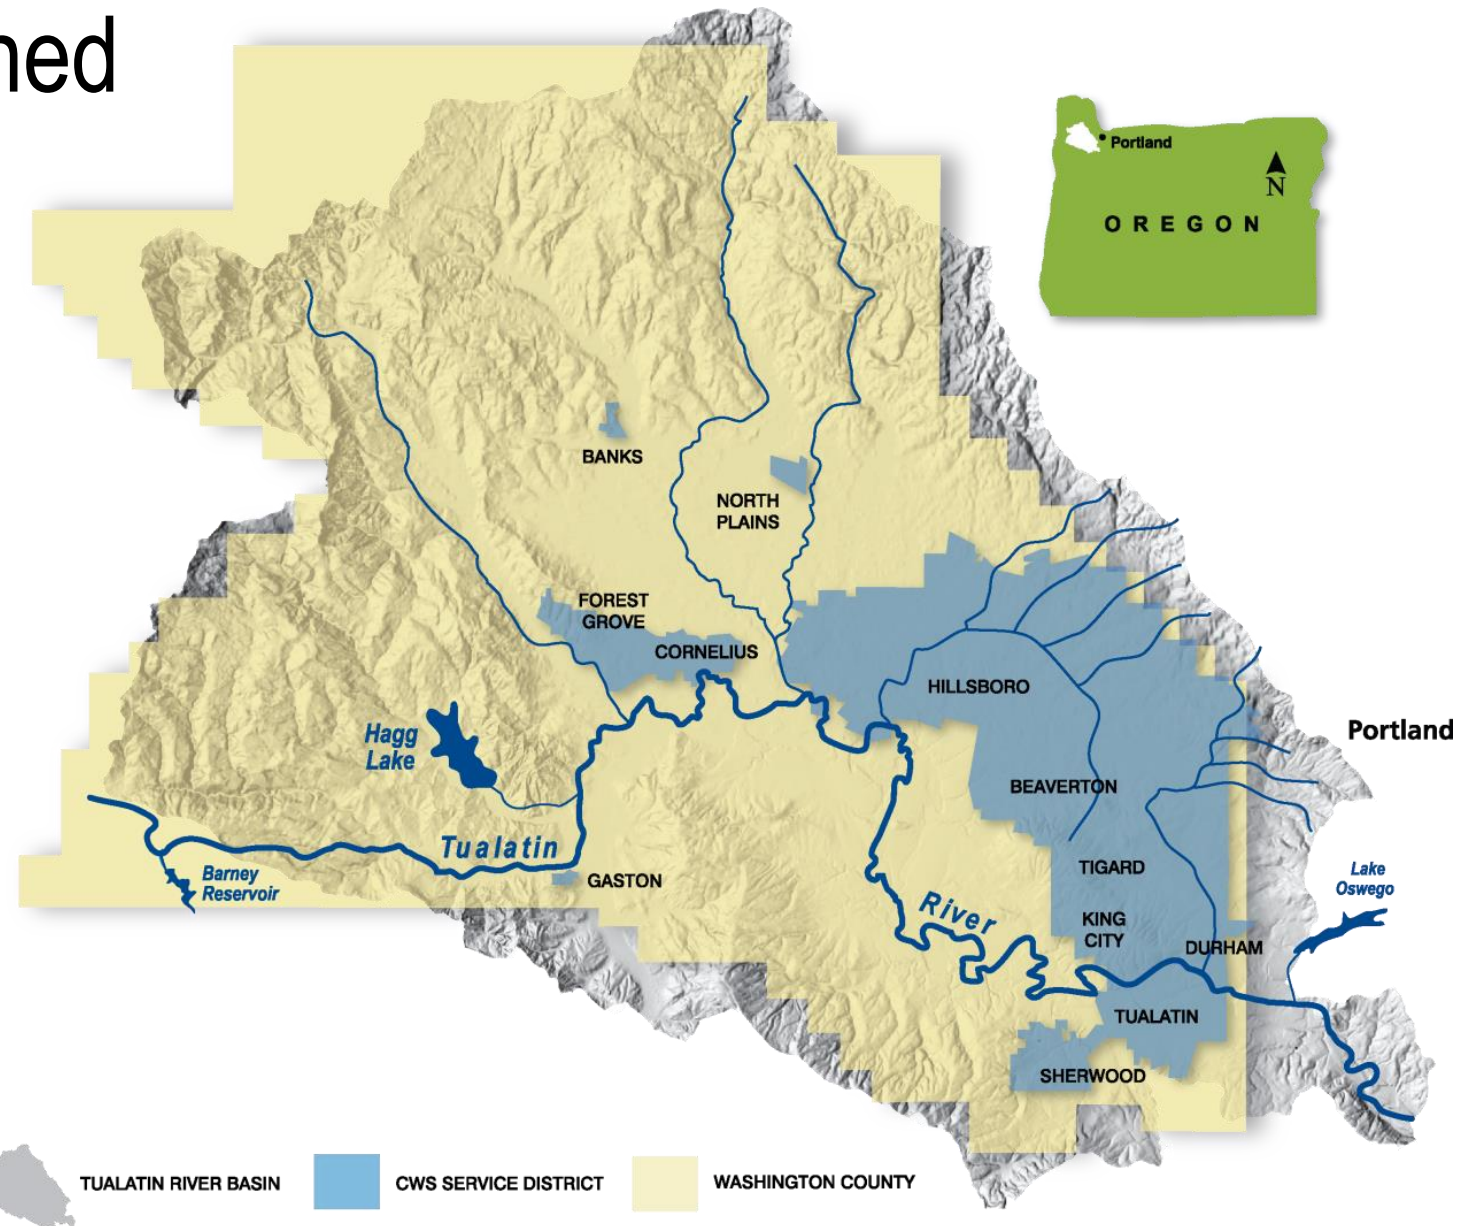 ned
Portland
N
OREGON
BANKS
NORTH
PLAINS
FOREST
GROVE
CORNELIUS
HILLSBORO
Hagg
Lake
Portland
BEAVERTON
Tualatin
Barney
Reservoir
GASTON
TIGARD
Lake
Oswego
River
KING
CITY
DURHAM
TUALATIN
SHERWOOD
TUALATIN RIVER BASIN
CWS SERVICE DISTRICT
WASHINGTON COUNTY